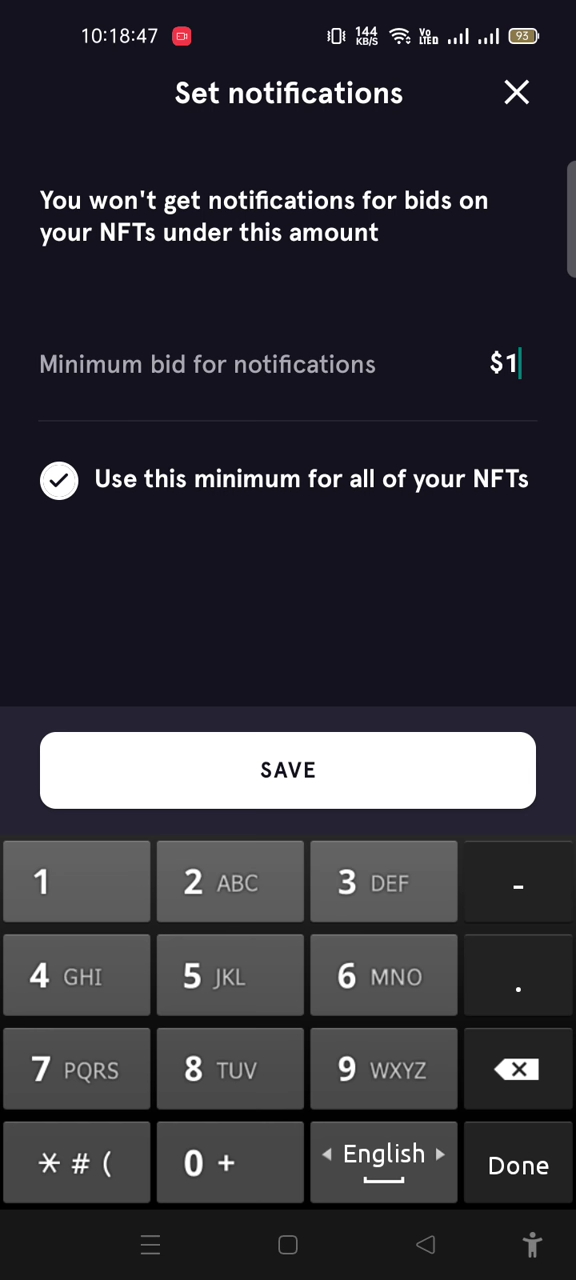 10:18:47 144 KB/S Vo LTED 93
Set notifications
You won't get notifications for bids on
your NFTs under this amount
Minimum bid for notifications $1
Use this minimum for all of your NFTs
SAVE
1 2 ABC 3 DEF -
4 GHI 5 JKL 6 MNO .
7 PQRS 8 TUV 9 WXYZ
* # ( 0 + English Done